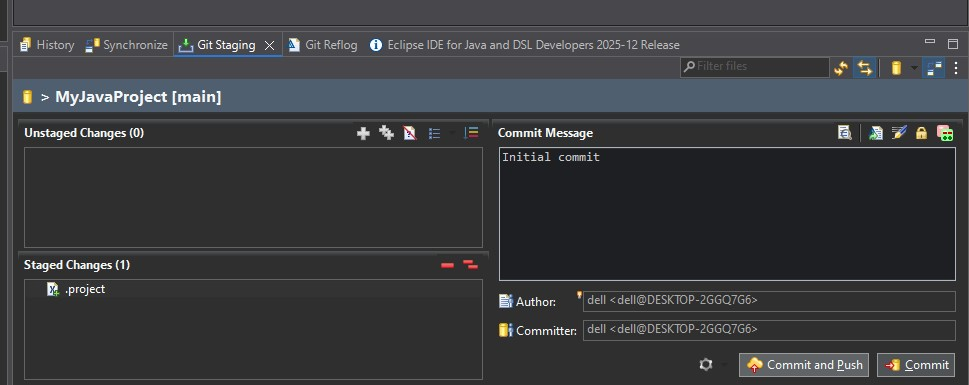 History Synchronize Git Staging Git Reflog Eclipse IDE for Java and DSL Developers 2025-12 Release
Filter files
> MyJavaProject [main]
Unstaged Changes (0)
Commit Message
Initial commit
Staged Changes (1)
.project
Author: dell <dell@DESKTOP-2GGQ7G6>
Committer: dell <dell@DESKTOP-2GGQ7G6>
Commit and Push Commit